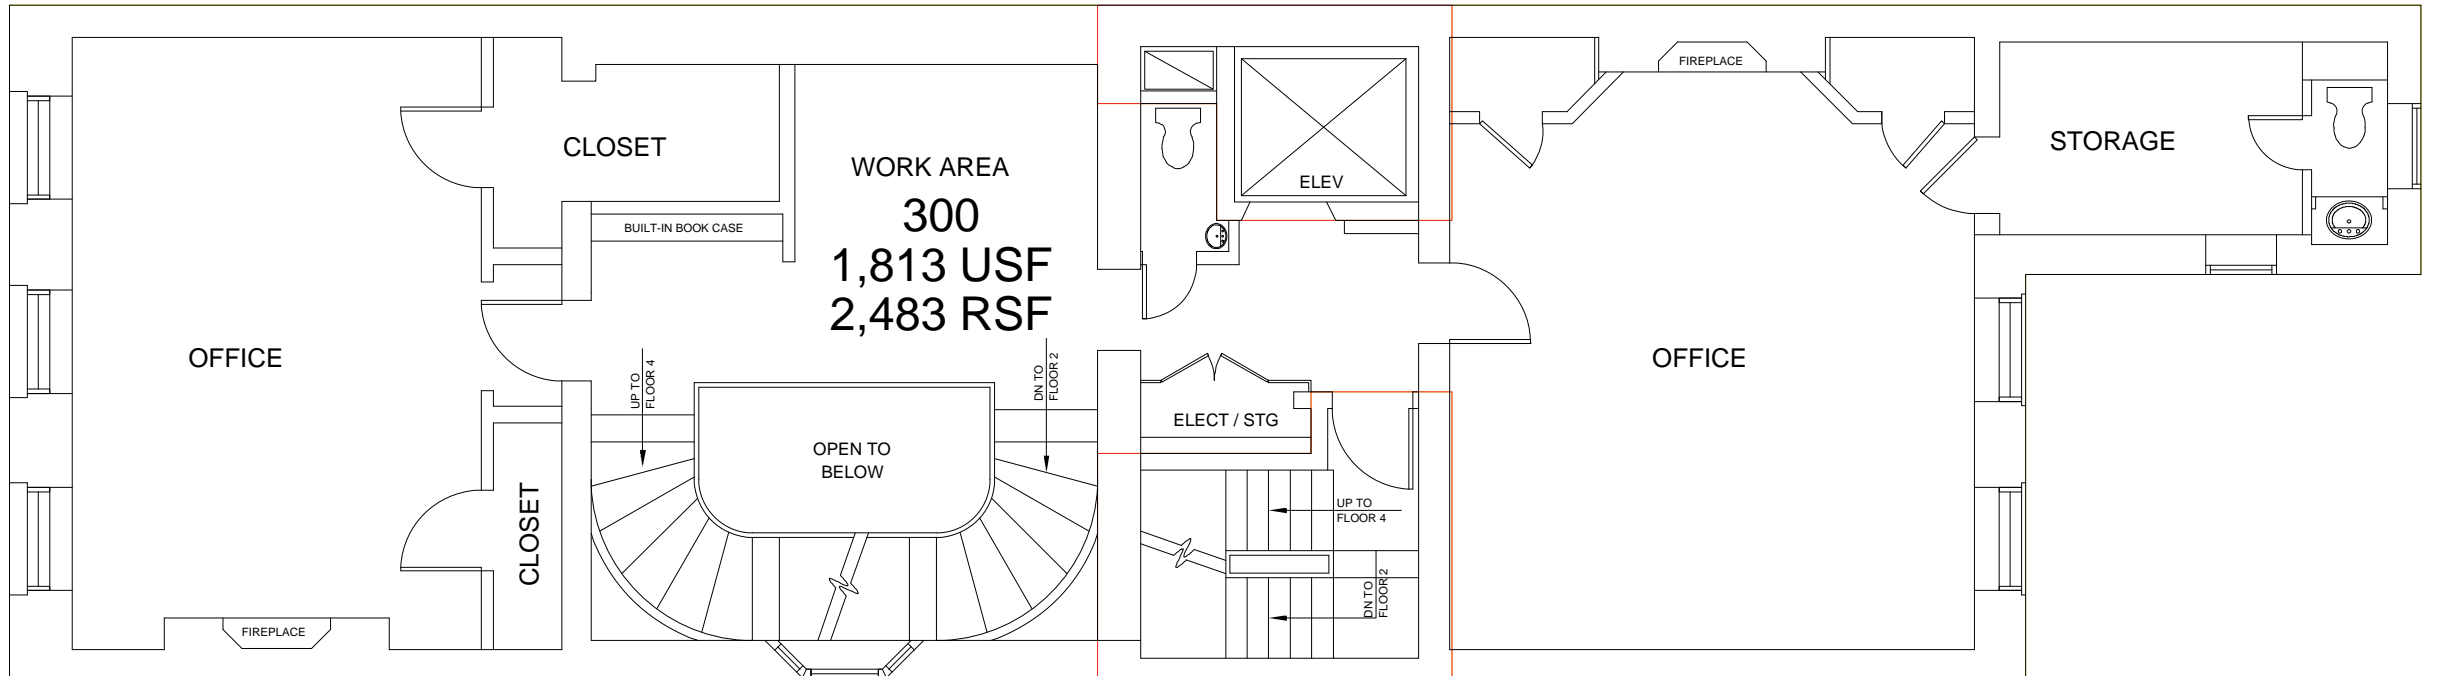 FIREPLACE
CLOSET
STORAGE
WORK AREA
ELEV
300
BUILT-IN BOOK CASE
1,813 USF
2,483 RSF
OFFICE
UP TO
FLOOR 4
DN TO
FLOOR 2
OFFICE
ELECT / STG
OPEN TO
BELOW
CLOSET
UP TO
FLOOR 4
DN TO
FLOOR 2
FIREPLACE